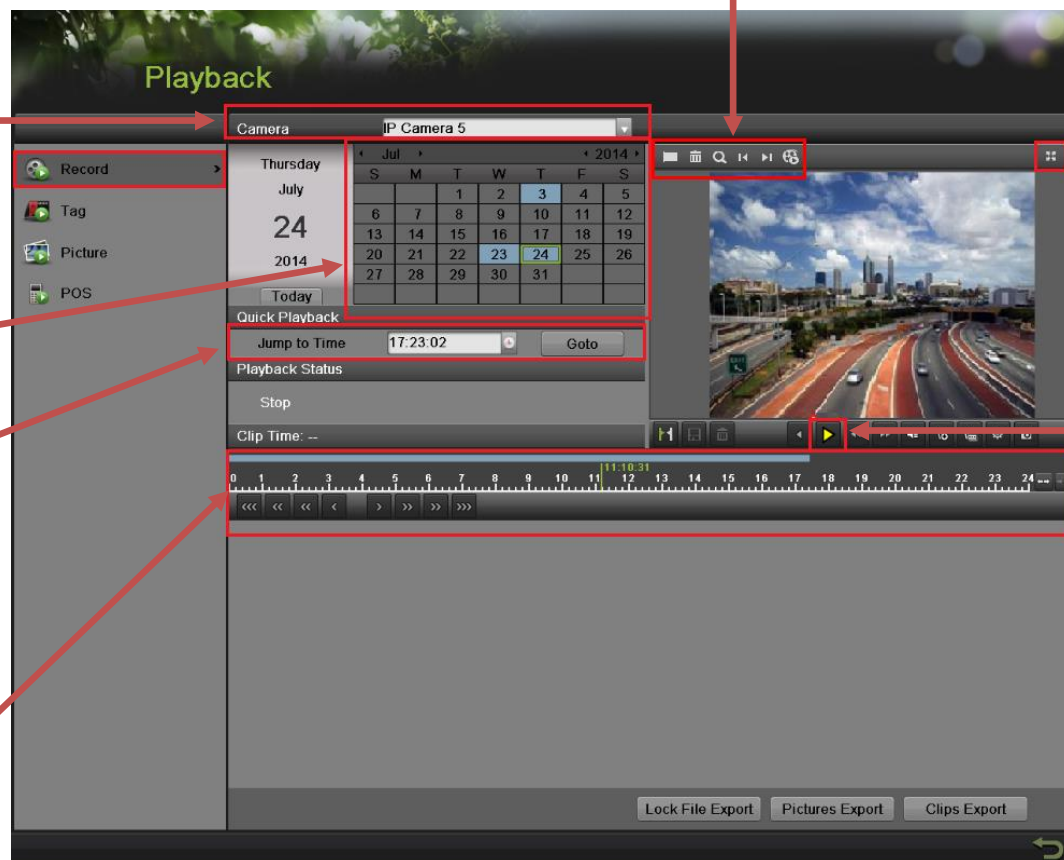 Playback
Camera IP Camera 5
Record
Tag
Picture
POS
Thursday
July
24
2014
Today
Jul 2014
S M T W T F S
1 2 3 4 5
6 7 8 9 10 11 12
13 14 15 16 17 18 19
20 21 22 23 24 25 26
27 28 29 30 31
Quick Playback
Jump to Time 17:23:02 Goto
Playback Status
Stop
Clip Time: --
EXIT
11:10:31
0 1 2 3 4 5 6 7 8 9 10 11 12 13 14 15 16 17 18 19 20 21 22 23 24
Lock File Export Pictures Export Clips Export